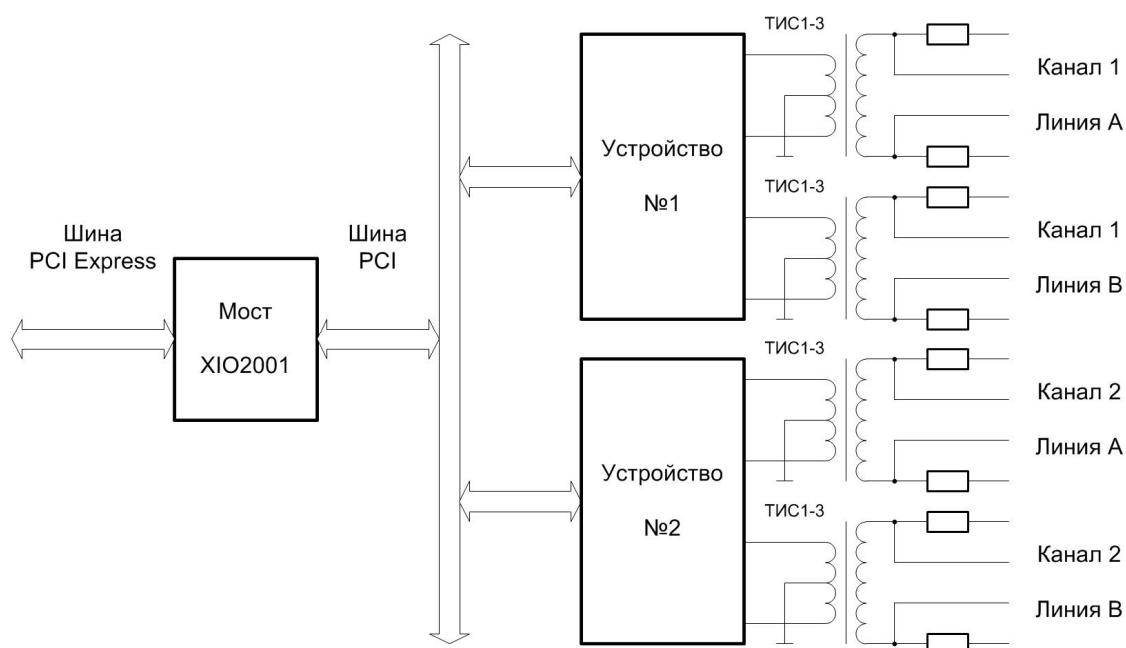 ТИС1-3
Канал 1
Линия А
Устройство
№1
ТИС1-3
Канал 1
Линия В
Шина
PCI Express
Шина
PCI
Мост
XIO2001
ТИС1-3
Канал 2
Линия А
Устройство
№2
ТИС1-3
Канал 2
Линия В